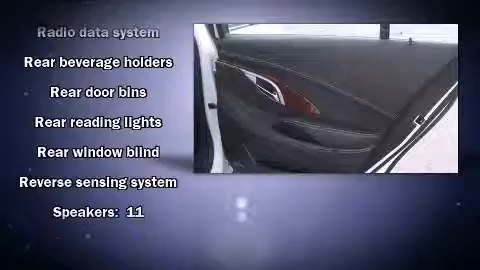 Radio data system
Rear beverage holders
Rear door bins
Rear reading lights
Rear window blind
Reverse sensing system
Speakers: 11